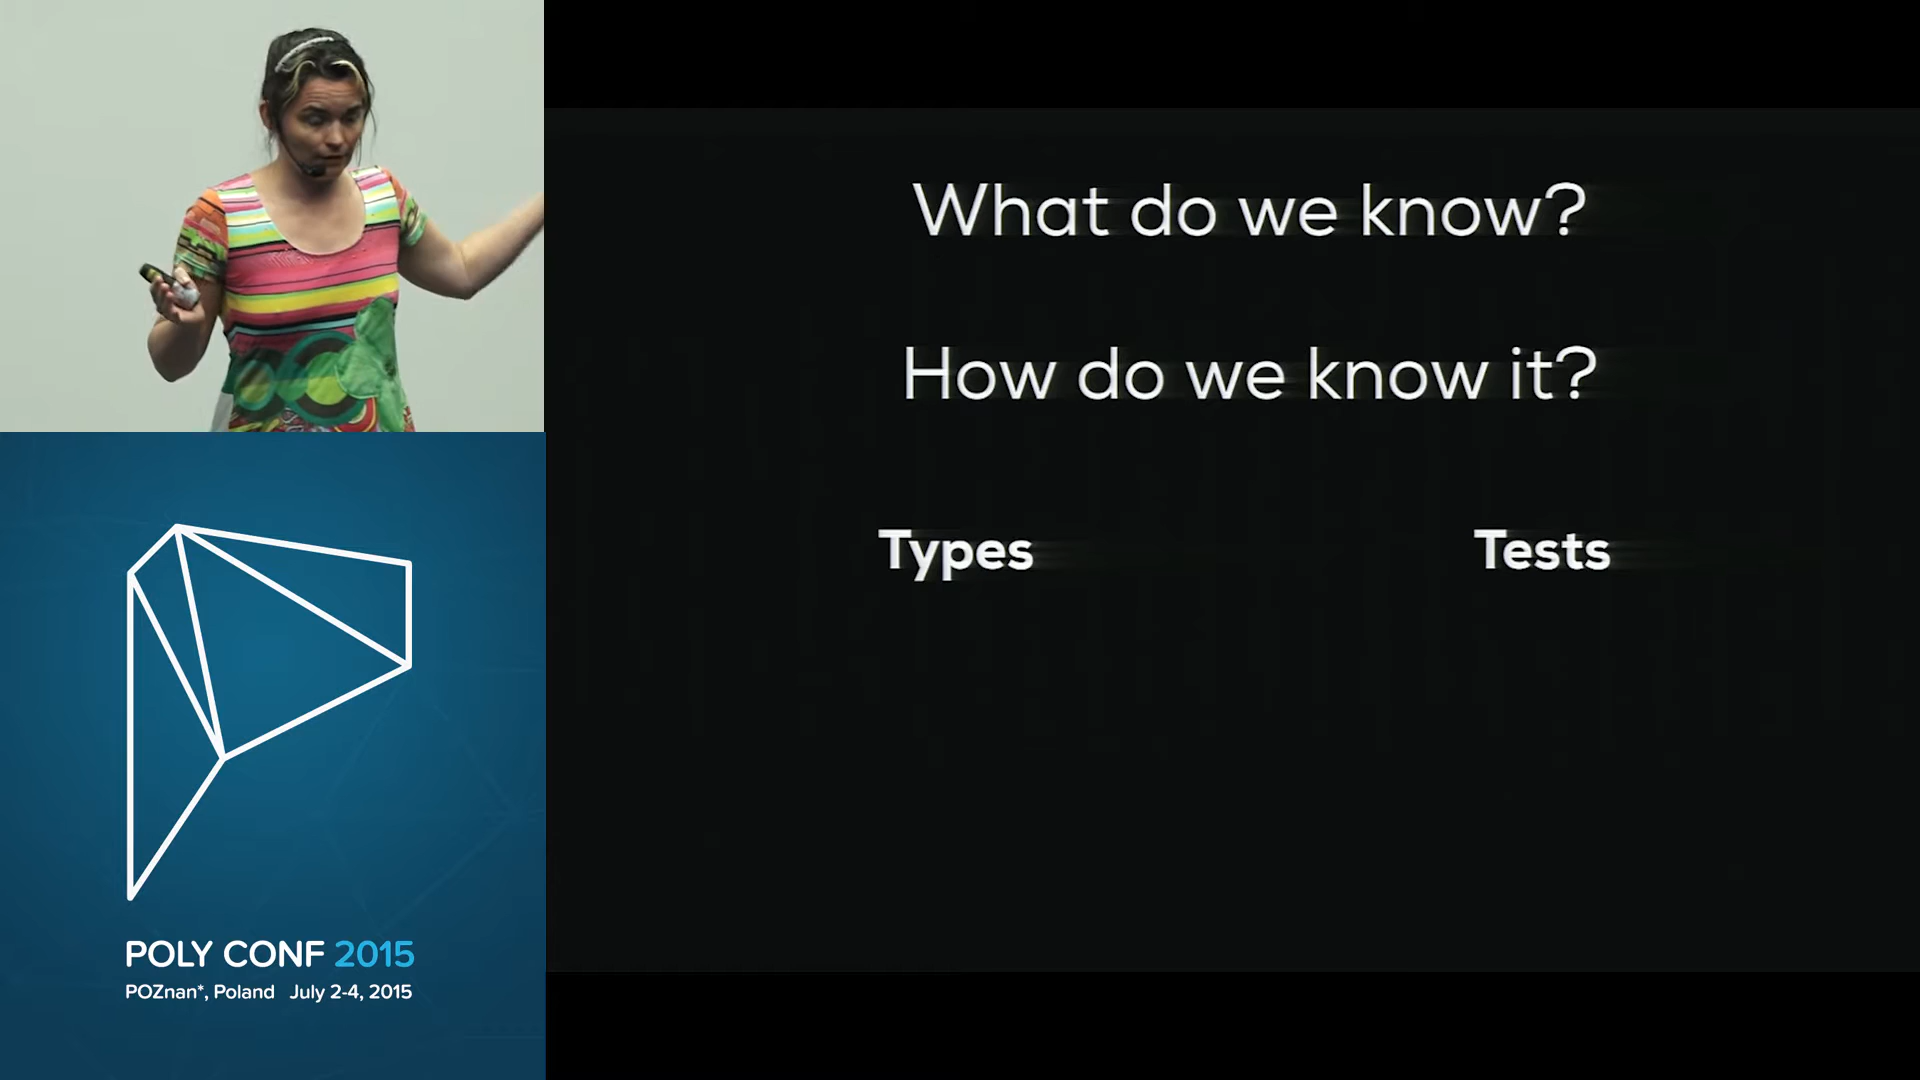 What do we know?
How do we know it?
Types
Tests
POLY CONF 2015
POZnan*, Poland July 2-4, 2015